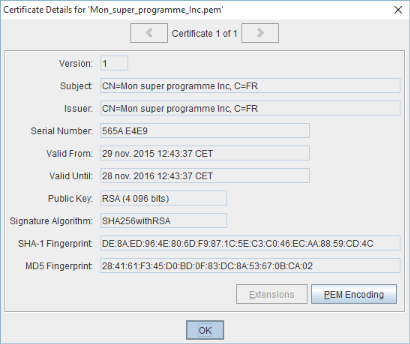 Certificate Details for 'Mon_super_programme_Inc.pem'
Certificate 1 of 1
Version: 1
Subject: CN=Mon super programme Inc, C=FR
Issuer: CN=Mon super programme Inc, C=FR
Serial Number: 565A E4E9
Valid From: 29 nov. 2015 12:43:37 CET
Valid Until: 28 nov. 2016 12:43:37 CET
Public Key: RSA (4 096 bits)
Signature Algorithm: SHA256withRSA
SHA-1 Fingerprint: DE:8A:ED:96:4E:80:6D:F9:87:1C:5E:C3:C0:46:EC:AA:88:59:CD:4C
MD5 Fingerprint: 28:41:61:F3:45:D0:BD:0F:83:DC:8A:53:67:0B:CA:02
Extensions PEM Encoding
OK